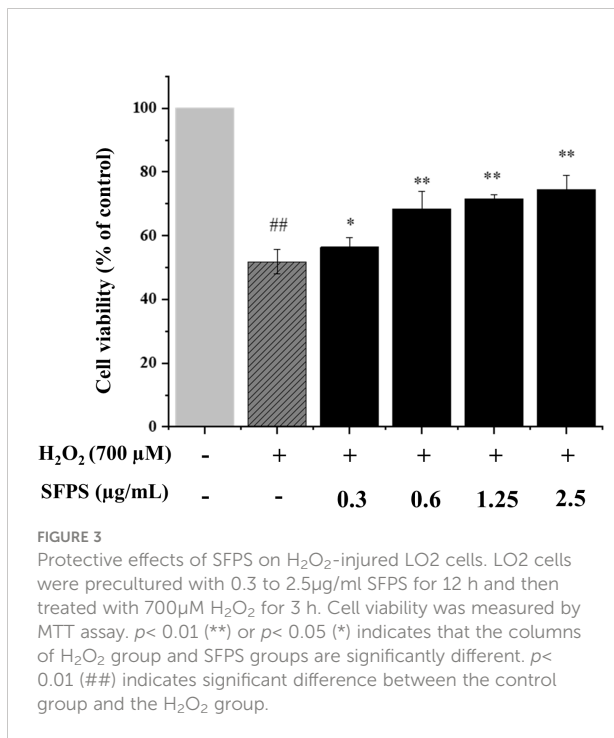 100
80
60
40
20
0
Cell viability (% of control)
##
*
**
**
**
H₂O₂ (700 µM) - + + + + +
SFPS (µg/mL) - - 0.3 0.6 1.25 2.5
FIGURE 3
Protective effects of SFPS on H₂O₂-injured LO2 cells. LO2 cells
were precultured with 0.3 to 2.5µg/ml SFPS for 12 h and then
treated with 700µM H₂O₂ for 3 h. Cell viability was measured by
MTT assay. p< 0.01 (**) or p< 0.05 (*) indicates that the columns
of H₂O₂ group and SFPS groups are significantly different. p<
0.01 (##) indicates significant difference between the control
group and the H₂O₂ group.